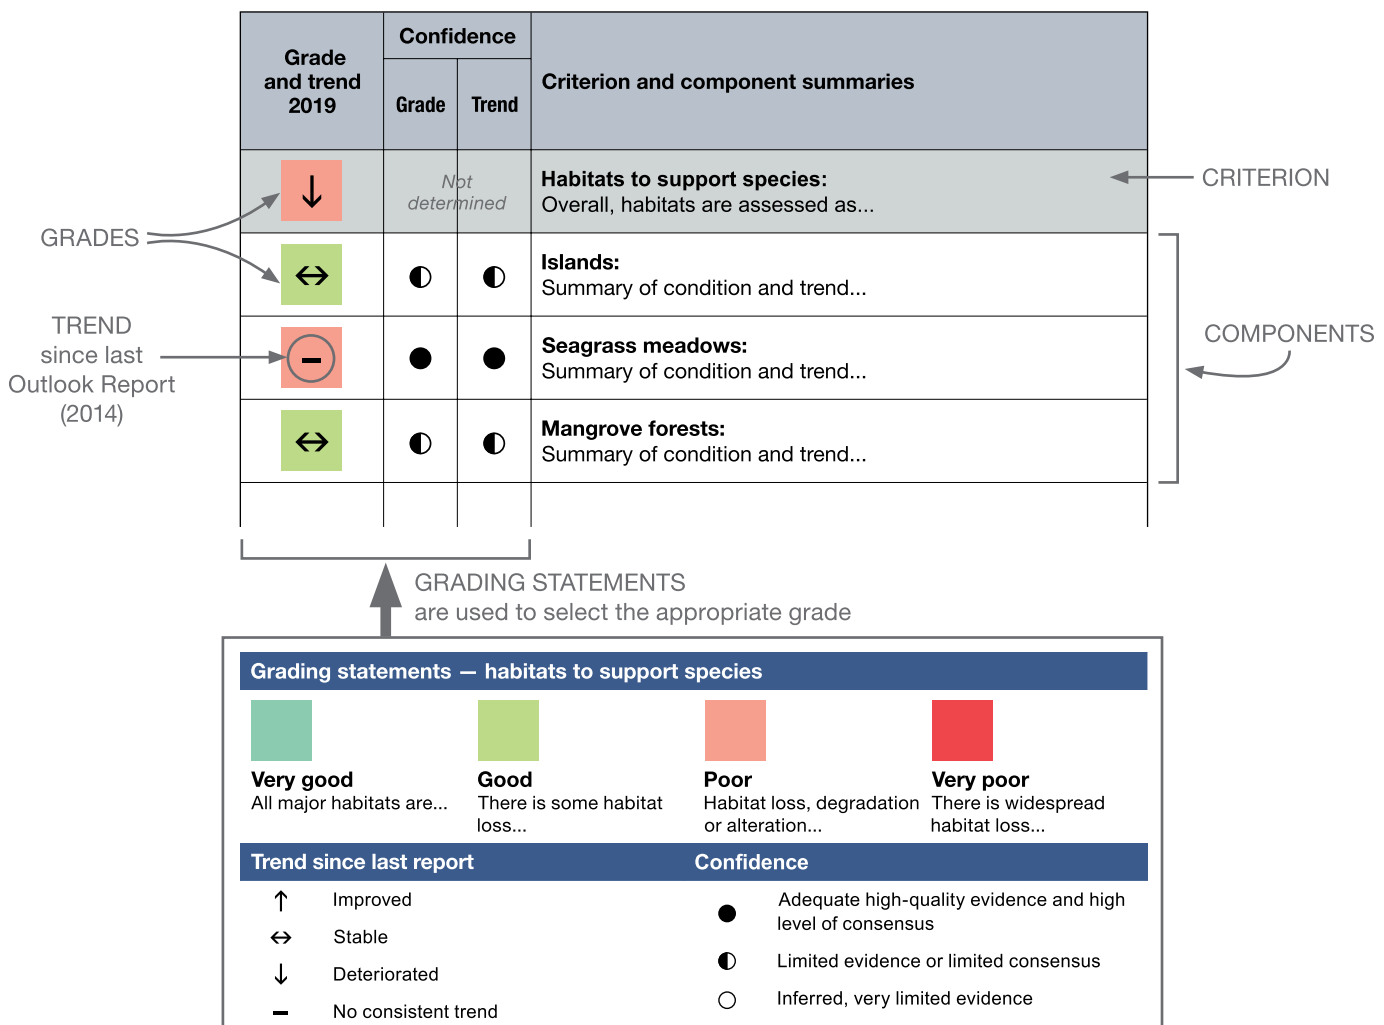 Grade
and trend
2019
Confidence
Grade
Trend
Criterion and component summaries
Not
determined
Habitats to support species:
Overall, habitats are assessed as...
CRITERION
GRADES
Islands:
Summary of condition and trend...
TREND
since last
Outlook Report
(2014)
Seagrass meadows:
Summary of condition and trend...
COMPONENTS
Mangrove forests:
Summary of condition and trend...
GRADING STATEMENTS
are used to select the appropriate grade
Grading statements — habitats to support species
Very good
All major habitats are...
Good
There is some habitat
loss...
Poor
Habitat loss, degradation
or alteration...
Very poor
There is widespread
habitat loss...
Trend since last report
Improved
Stable
Deteriorated
No consistent trend
Confidence
Adequate high-quality evidence and high
level of consensus
Limited evidence or limited consensus
Inferred, very limited evidence